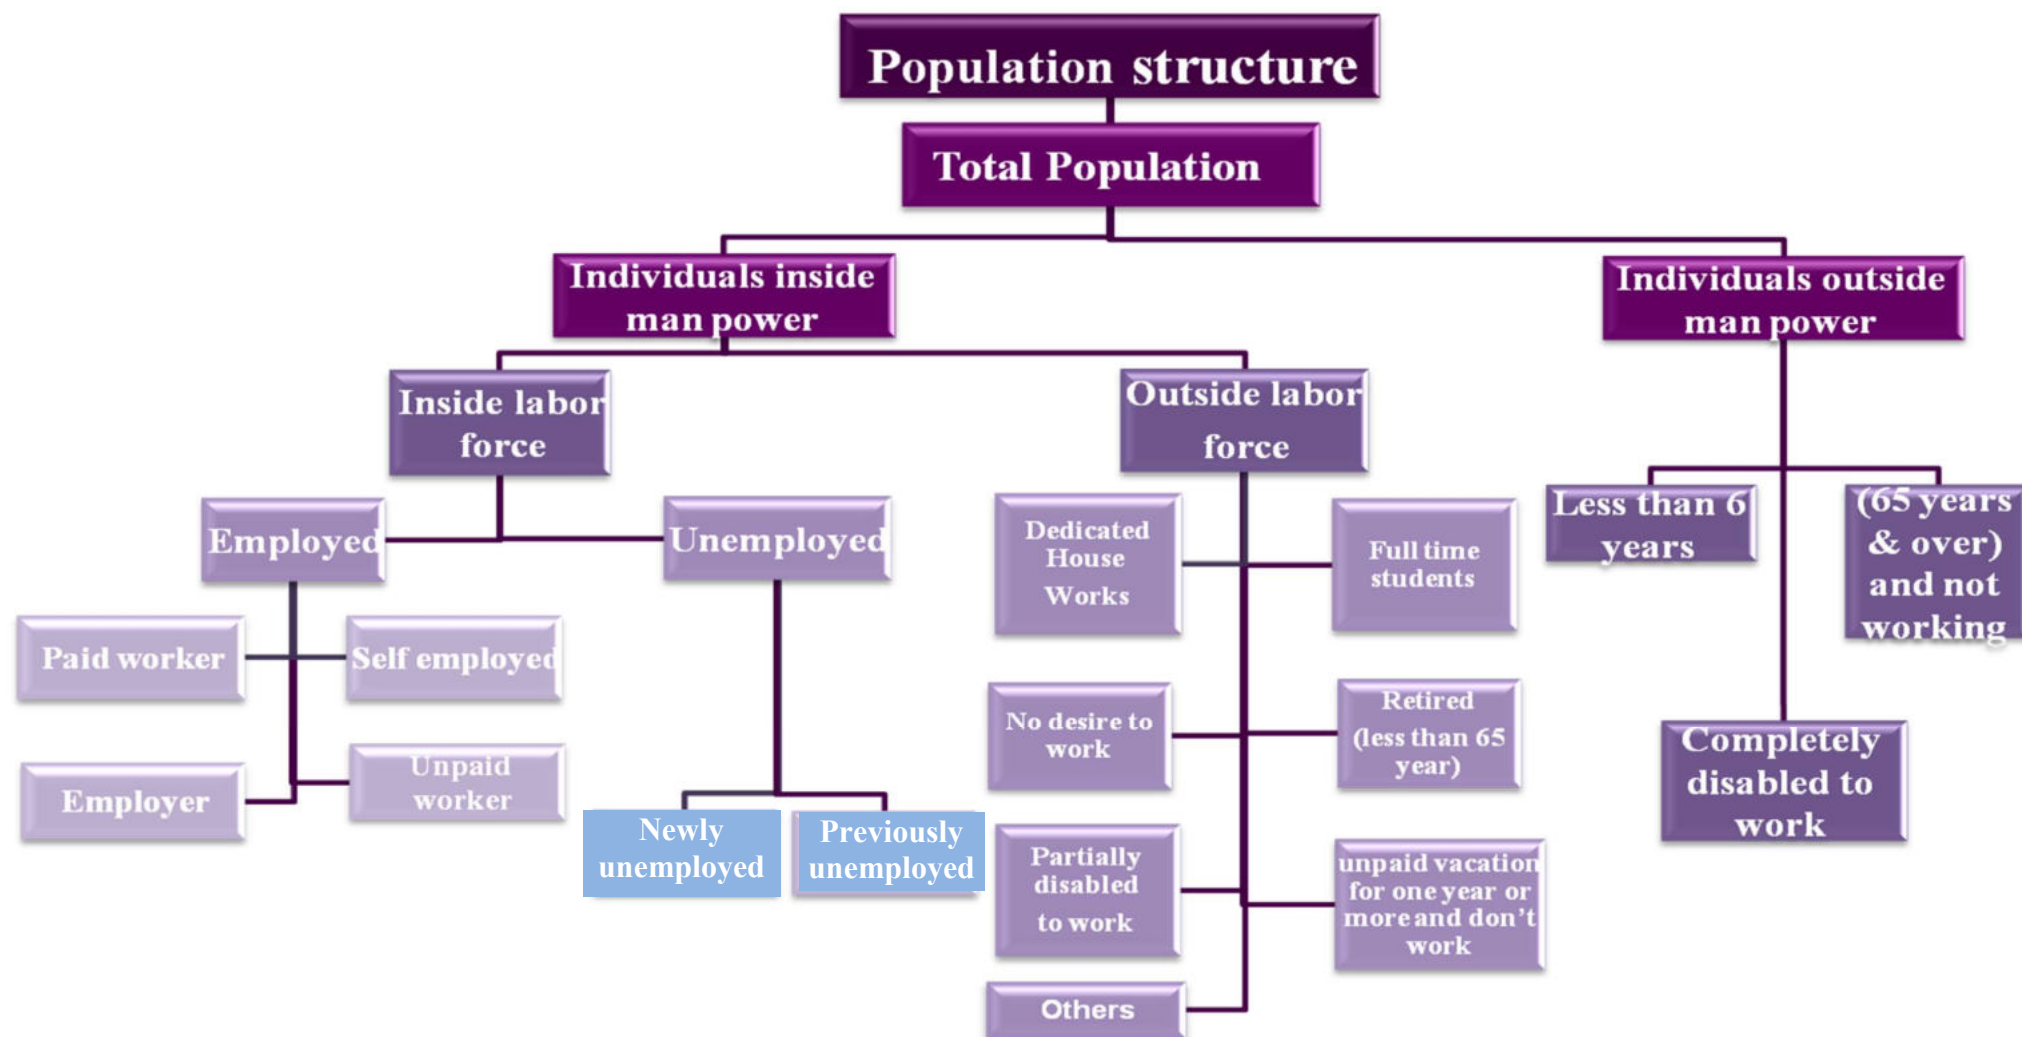 Population structure
Total Population
Individuals inside
man power
Individuals outside
man power
Inside labor
force
Outside labor
force
Less than 6
years
(65 years
& over)
and not
working
Completely
disabled to
work
Employed
Unemployed
Paid worker
Self employed
Employer
Unpaid
worker
Newly
unemployed
Previously
unemployed
Dedicated
House
Works
Full time
students
No desire to
work
Retired
(less than 65
year)
Partially
disabled
to work
unpaid vacation
for one year or
more and don't
work
Others